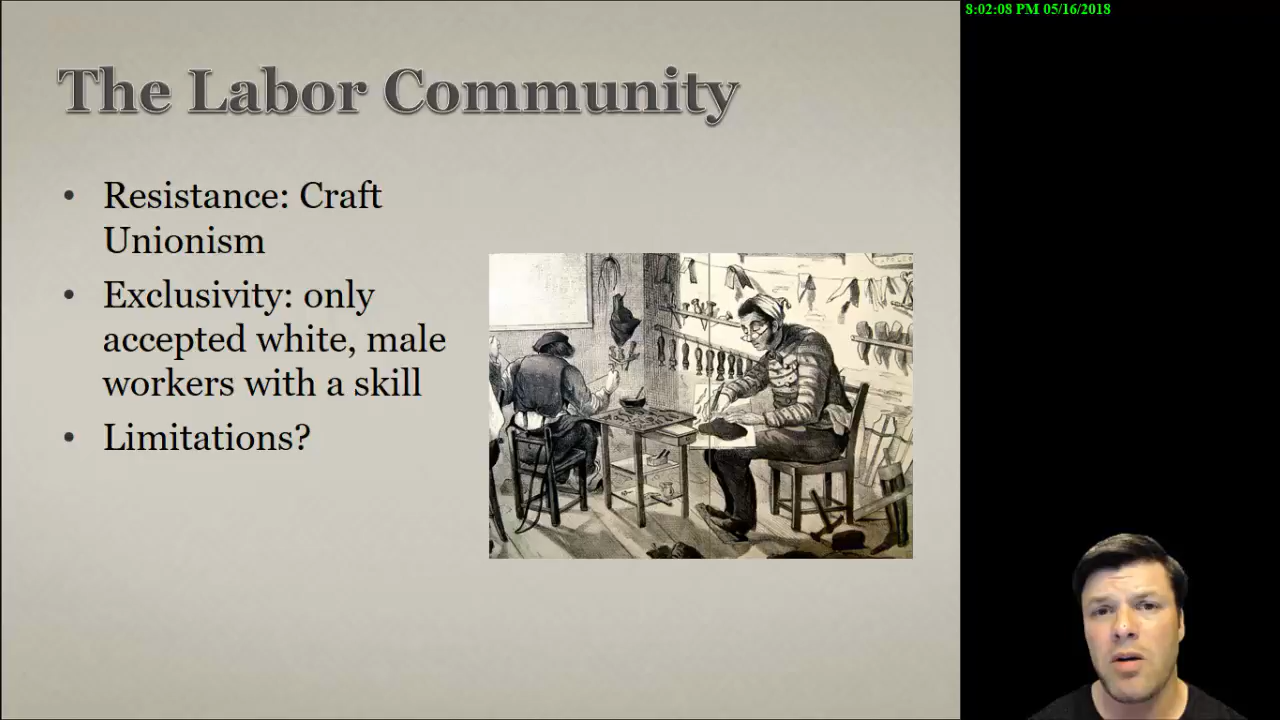 8:02:08 PM 05/16/2018
The Labor Community
• Resistance: Craft
Unionism
• Exclusivity: only
accepted white, male
workers with a skill
• Limitations?